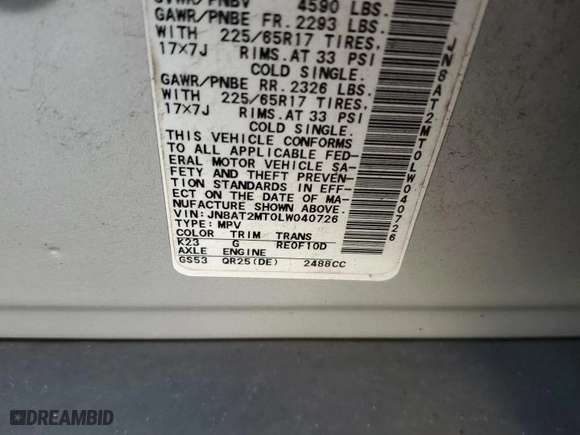 GVWR/PNBV 4590 LBS.
GAWR/PNBE FR. 2293 LBS.
WITH 225/65R17 TIRES,
17x7J RIMS. AT 33 PSI
COLD SINGLE.
GAWR/PNBE RR. 2326 LBS.
WITH 225/65R17 TIRES,
17x7J RIMS. AT 33 PSI
COLD SINGLE.
THIS VEHICLE CONFORMS
TO ALL APPLICABLE FED-
ERAL MOTOR VEHICLE SA-
FETY AND THEFT PREVEN-
TION STANDARDS IN EFF-
ECT ON THE DATE OF MA-
NUFACTURE SHOWN ABOVE.
VIN: JN8AT2MT0LW040726
TYPE: MPV
COLOR TRIM TRANS
K23 G RE0F10D
AXLE ENGINE
GS53 QR25(DE) 2488CC
JN8AT2MT0LW040726
DREAMBID